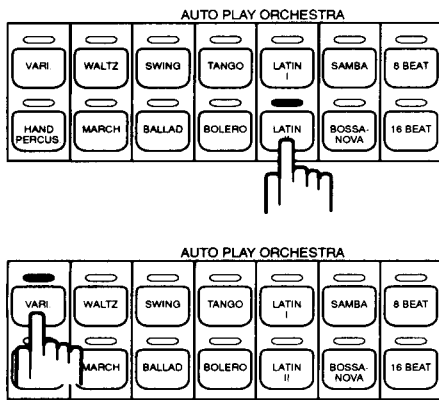 AUTO PLAY ORCHESTRA
VARI. WALTZ SWING TANGO LATIN I SAMBA 8 BEAT
HAND PERCUS MARCH BALLAD BOLERO LATIN BOSSA-NOVA 16 BEAT
AUTO PLAY ORCHESTRA
VARI. WALTZ SWING TANGO LATIN I SAMBA 8 BEAT
MARCH BALLAD BOLERO LATIN II BOSSA-NOVA 16 BEAT